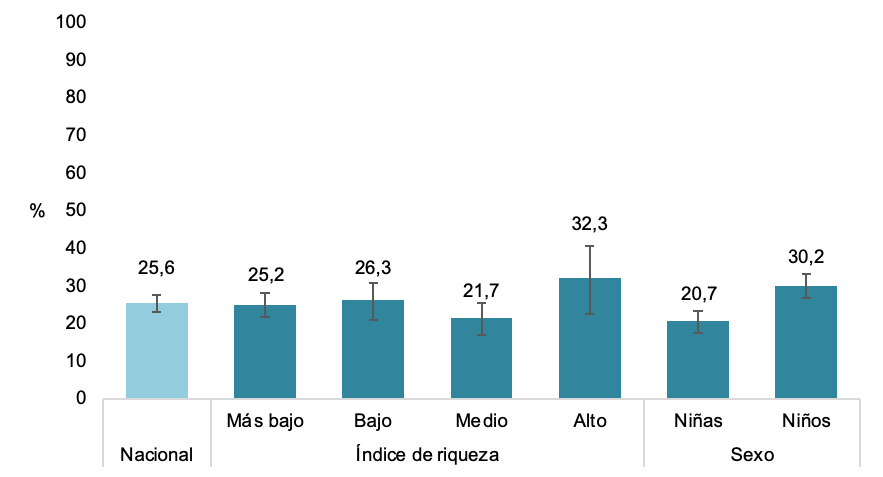 100
90
80
70
60
50
40
30
20
10
0
%
25,6
25,2
26,3
21,7
32,3
20,7
30,2
Más bajo
Bajo
Medio
Alto
Niñas
Niños
Nacional
Índice de riqueza
Sexo